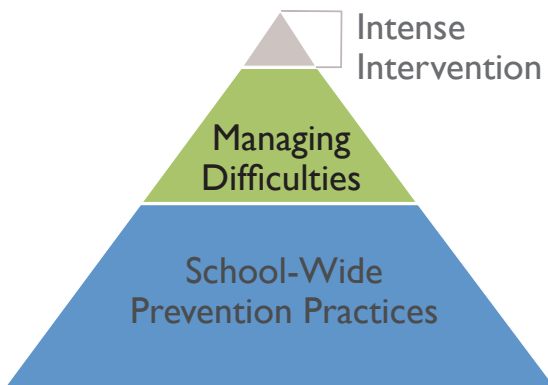 Intense
Intervention
Managing
Difficulties
School-Wide
Prevention Practices